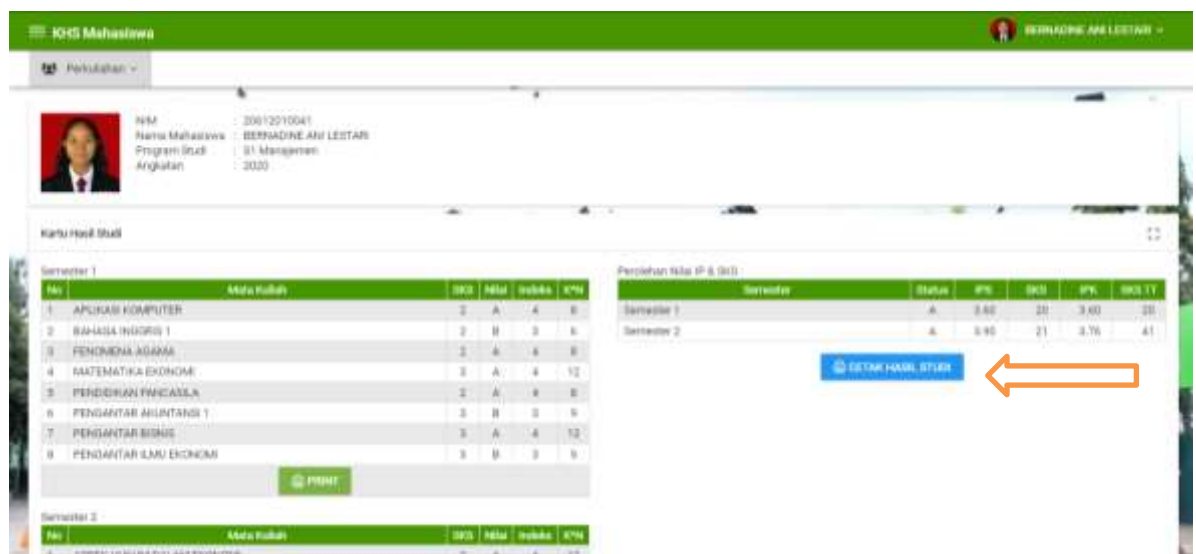 KHS Mahasiswa
BERNADINE ANI LESTARI
Perkuliahan
NIM : 20612010041
Nama Mahasiswa : BERNADINE ANI LESTARI
Program Studi : S1 Manajemen
Angkatan : 2020
Kartu Hasil Studi
Semester 1
No Mata Kuliah SKS Nilai Indeks K*N
1 APLIKASI KOMPUTER 2 A 4 8
2 BAHASA INGGRIS 1 2 B 3 6
3 FENOMENA AGAMA 2 A 4 8
4 MATEMATIKA EKONOMI 3 A 4 12
5 PENDIDIKAN PANCASILA 2 A 4 8
6 PENGANTAR AKUNTANSI 1 3 B 3 9
7 PENGANTAR BISNIS 3 A 4 12
8 PENGANTAR ILMU EKONOMI 3 B 3 9
PRINT
Semester 2
No Mata Kuliah SKS Nilai Indeks K*N
Perolehan Nilai IP & SKS
Semester Status IPS SKS IPK SKS TT
Semester 1 A 3.60 20 3.60 20
Semester 2 A 3.90 21 3.76 41
CETAK HASIL STUDI